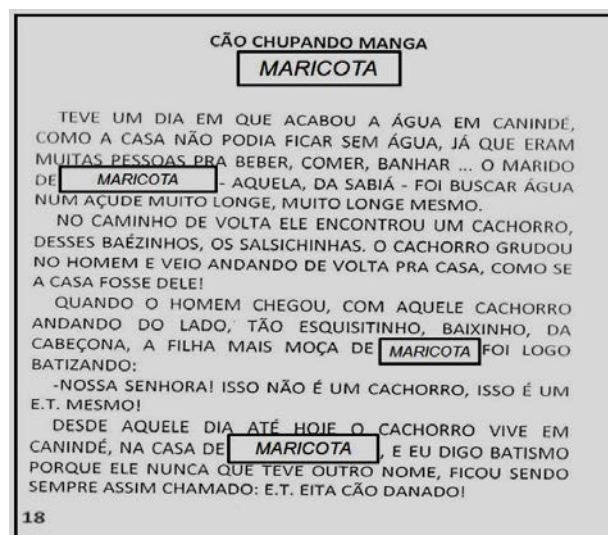 CÃO CHUPANDO MANGA
MARICOTA
TEVE UM DIA EM QUE ACABOU A ÁGUA EM CANINDÉ,
COMO A CASA NÃO PODIA FICAR SEM ÁGUA, JÁ QUE ERAM
MUITAS PESSOAS PRA BEBER, COMER, BANHAR ... O MARIDO
DE MARICOTA - AQUELA, DA SABIÁ - FOI BUSCAR ÁGUA
NUM AÇUDE MUITO LONGE, MUITO LONGE MESMO.
NO CAMINHO DE VOLTA ELE ENCONTROU UM CACHORRO,
DESSES BAÉZINHOS, OS SALSICHINHAS. O CACHORRO GRUDOU
NO HOMEM E VEIO ANDANDO DE VOLTA PRA CASA, COMO SE
A CASA FOSSE DELE!
QUANDO O HOMEM CHEGOU, COM AQUELE CACHORRO
ANDANDO DO LADO, TÃO ESQUISITINHO, BAIXINHO, DA
CABEÇONA, A FILHA MAIS MOÇA DE MARICOTA FOI LOGO
BATIZANDO:
-NOSSA SENHORA! ISSO NÃO É UM CACHORRO, ISSO É UM
E.T. MESMO!
DESDE AQUELE DIA ATÉ HOJE O CACHORRO VIVE EM
CANINDÉ, NA CASA DE MARICOTA, E EU DIGO BATISMO
PORQUE ELE NUNCA QUE TEVE OUTRO NOME, FICOU SENDO
SEMPRE ASSIM CHAMADO: E.T. EITA CÃO DANADO!
18